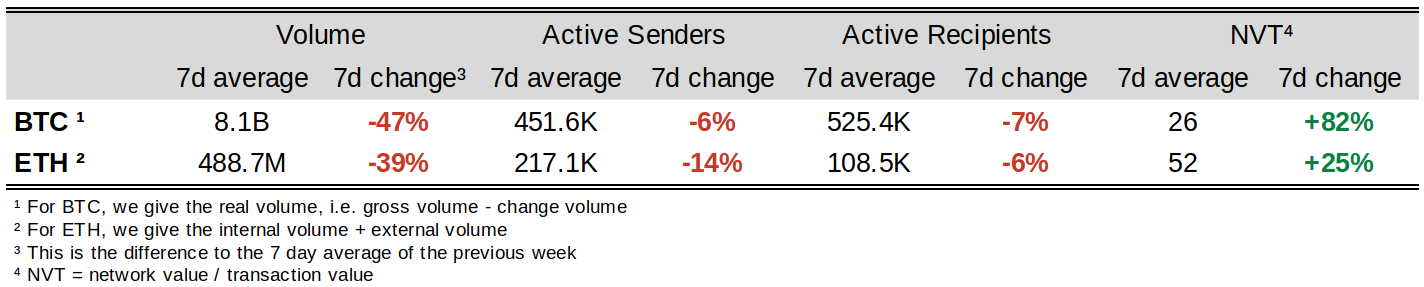 Volume Active Senders Active Recipients NVT⁴
7d average 7d change³ 7d average 7d change 7d average 7d change 7d average 7d change
BTC ¹ 8.1B -47% 451.6K -6% 525.4K -7% 26 +82%
ETH ² 488.7M -39% 217.1K -14% 108.5K -6% 52 +25%
¹ For BTC, we give the real volume, i.e. gross volume - change volume
² For ETH, we give the internal volume + external volume
³ This is the difference to the 7 day average of the previous week
⁴ NVT = network value / transaction value